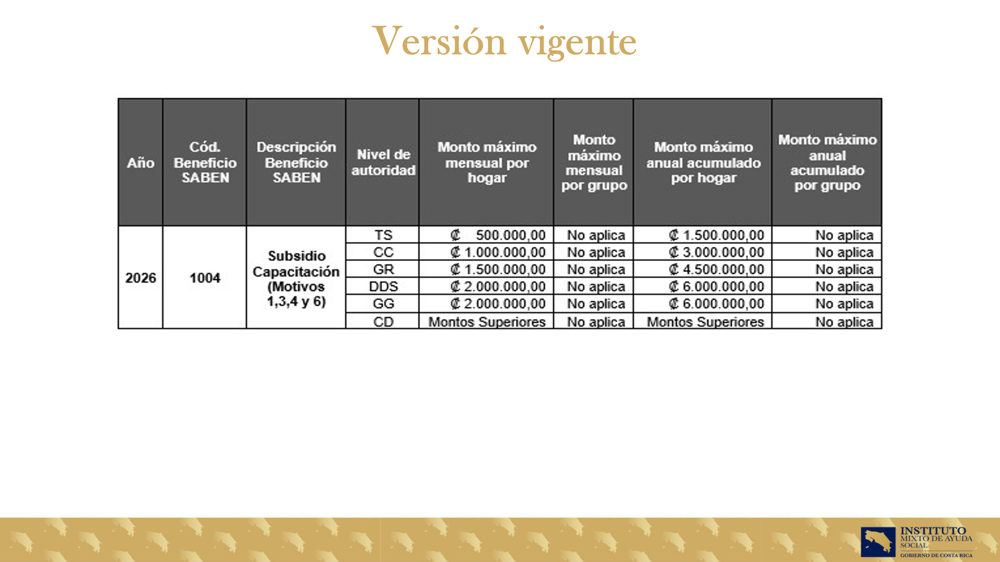 Versión vigente
Año | Cód. Beneficio SABEN | Descripción Beneficio SABEN | Nivel de autoridad | Monto máximo mensual por hogar | Monto máximo mensual por grupo | Monto máximo anual acumulado por hogar | Monto máximo anual acumulado por grupo
2026 | 1004 | Subsidio Capacitación (Motivos 1,3,4 y 6) | TS | ₡ 500.000,00 | No aplica | ₡ 1.500.000,00 | No aplica
CC | ₡ 1.000.000,00 | No aplica | ₡ 3.000.000,00 | No aplica
GR | ₡ 1.500.000,00 | No aplica | ₡ 4.500.000,00 | No aplica
DDS | ₡ 2.000.000,00 | No aplica | ₡ 6.000.000,00 | No aplica
GG | ₡ 2.000.000,00 | No aplica | ₡ 6.000.000,00 | No aplica
CD | Montos Superiores | No aplica | Montos Superiores | No aplica
INSTITUTO
MIXTO DE AYUDA
SOCIAL
GOBIERNO DE COSTA RICA